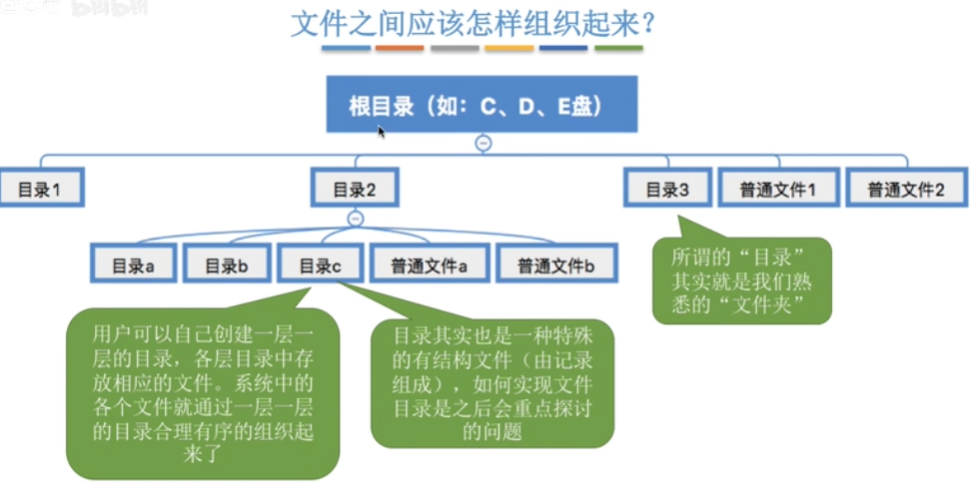 bilibili
文件之间应该怎样组织起来？
根目录（如：C、D、E盘）
目录1
目录2
目录3
普通文件1
普通文件2
目录a
目录b
目录c
普通文件a
普通文件b
所谓的“目录”
其实就是我们熟
悉的“文件夹”
用户可以自己创建一层一
层的目录，各层目录中存
放相应的文件。系统中的
各个文件就通过一层一层
的目录合理有序的组织起
来了
目录其实也是一种特殊
的有结构文件（由记录
组成），如何实现文件
目录是之后会重点探讨
的问题